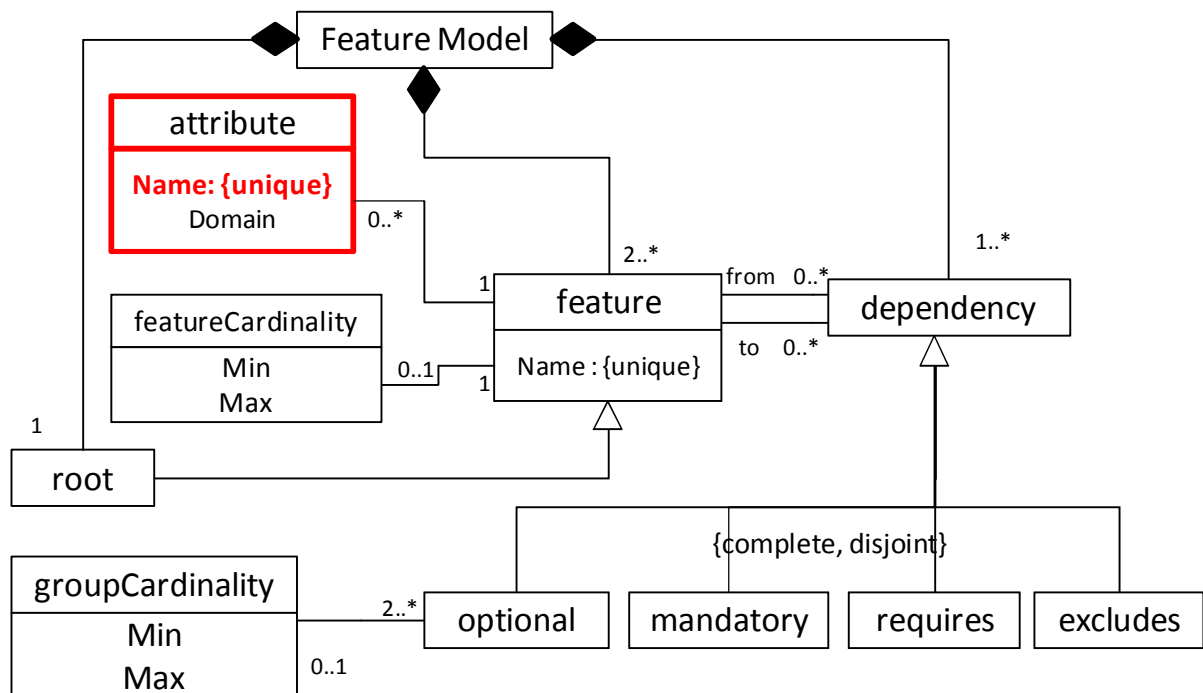 Feature Model
attribute
Name: {unique}
Domain
0..*
2..*
1..*
1
feature
from 0..*
dependency
featureCardinality
Min
Max
0..1
1
Name : {unique}
to 0..*
1
root
{complete, disjoint}
groupCardinality
Min
Max
2..*
0..1
optional
mandatory
requires
excludes